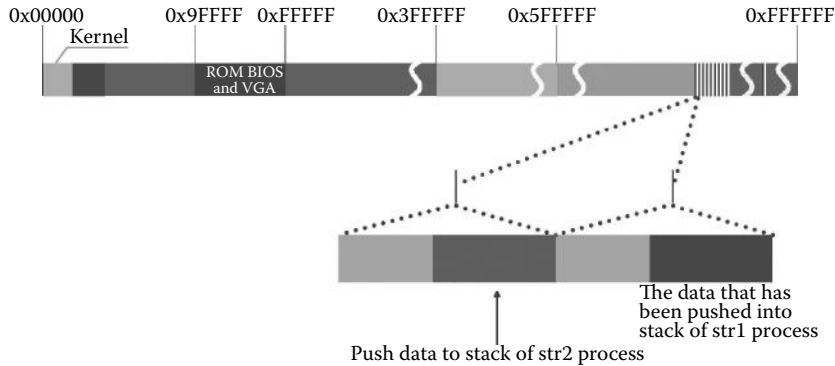 0x00000 0x9FFFF 0xFFFFF 0x3FFFFF 0x5FFFFF 0xFFFFFF
Kernel
ROM BIOS
and VGA
The data that has
been pushed into
stack of str1 process
Push data to stack of str2 process